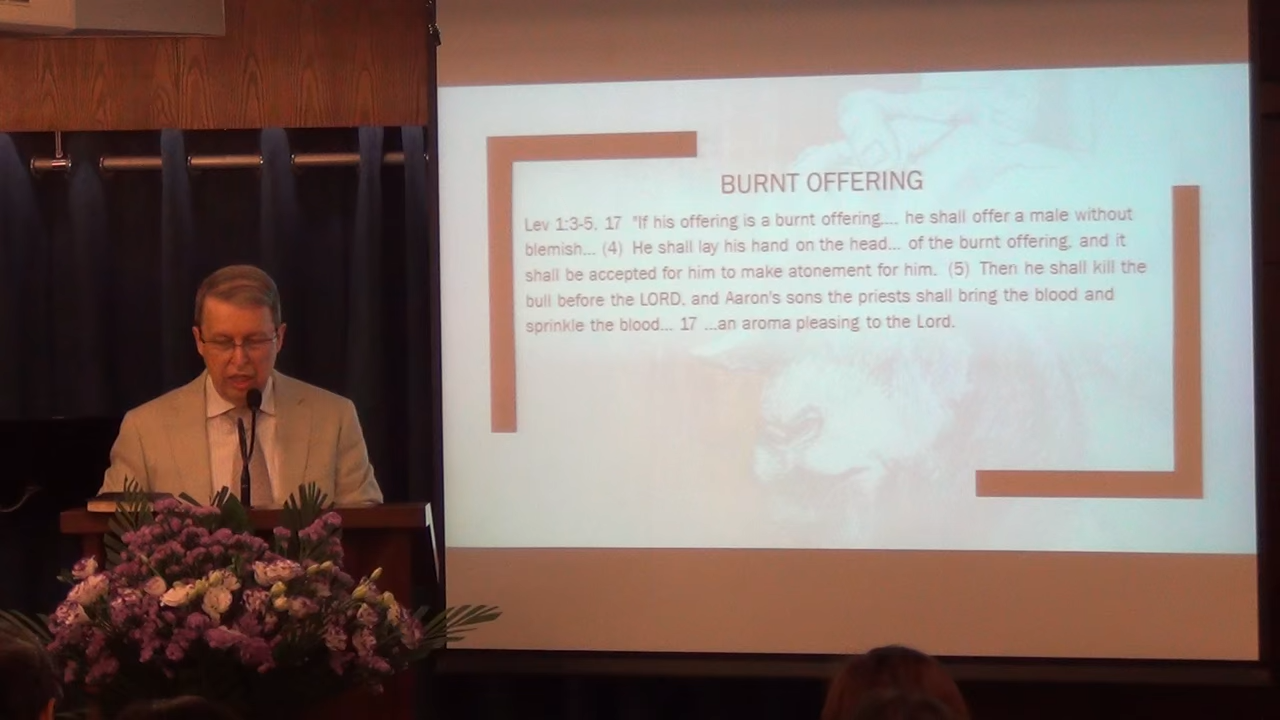 BURNT OFFERING
Lev 1:3-5, 17 "If his offering is a burnt offering.... he shall offer a male without
blemish... (4) He shall lay his hand on the head... of the burnt offering, and it
shall be accepted for him to make atonement for him. (5) Then he shall kill the
bull before the LORD, and Aaron's sons the priests shall bring the blood and
sprinkle the blood... 17 ...an aroma pleasing to the Lord.